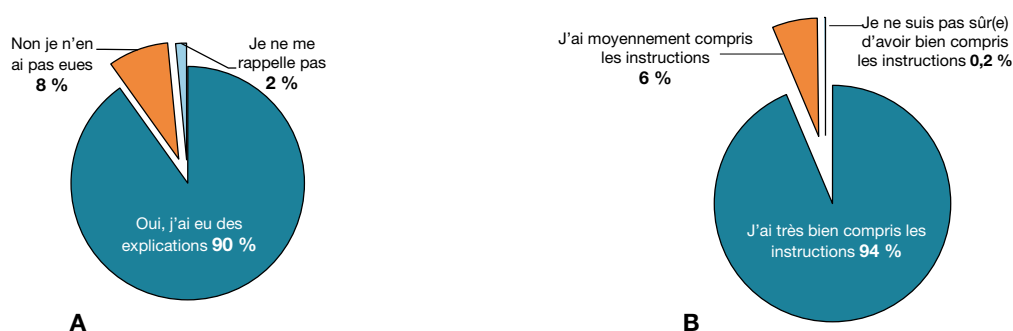 Non je n'en
ai pas eues
8 %
Je ne me
rappelle pas
2 %
Oui, j'ai eu des
explications 90 %
A
J'ai moyennement compris
les instructions
6 %
Je ne suis pas sûr(e)
d'avoir bien compris
les instructions 0,2 %
J'ai très bien compris les
instructions 94 %
B